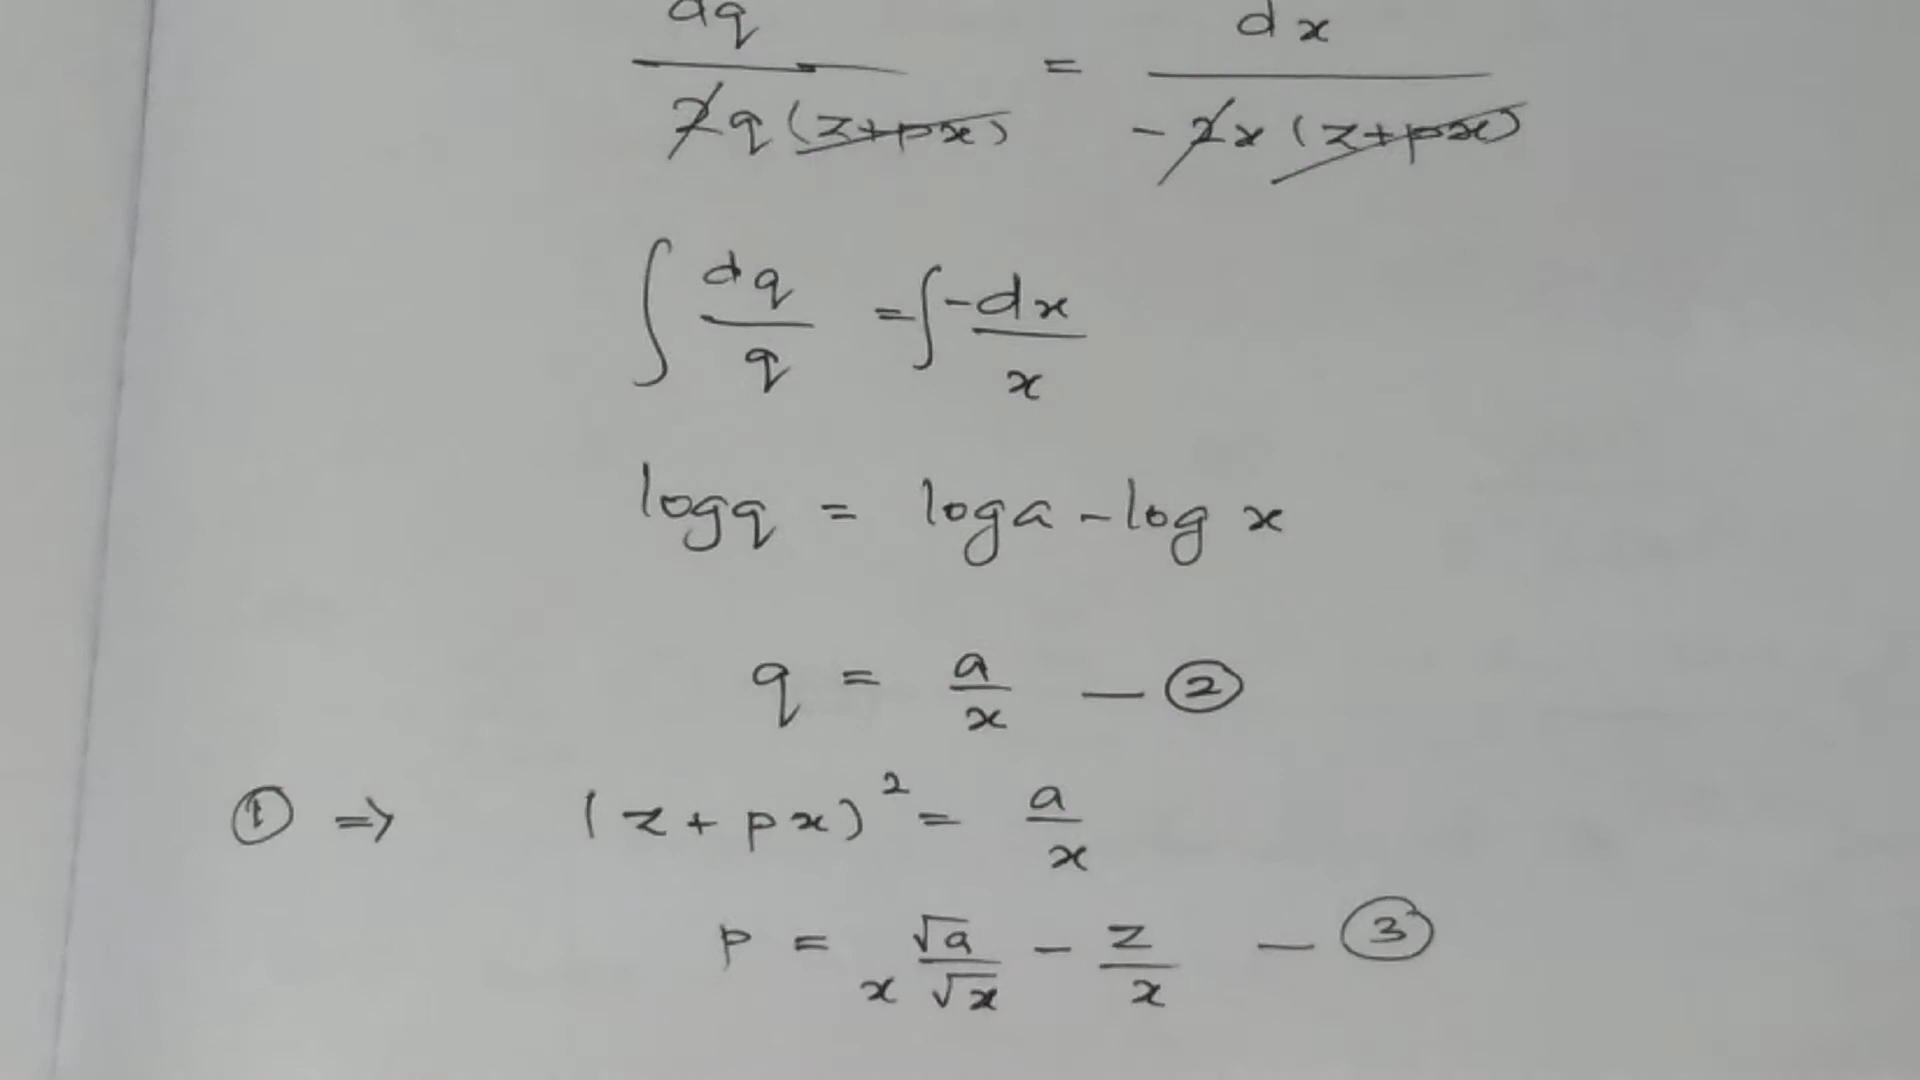 dq / 2q(z+px) = dx / -2x(z+px)
∫ dq/q = ∫ -dx/x
log q = log a - log x
q = a/x — ②
① ⇒ (z+px)² = a/x
p = √a / x√x - z/x — ③